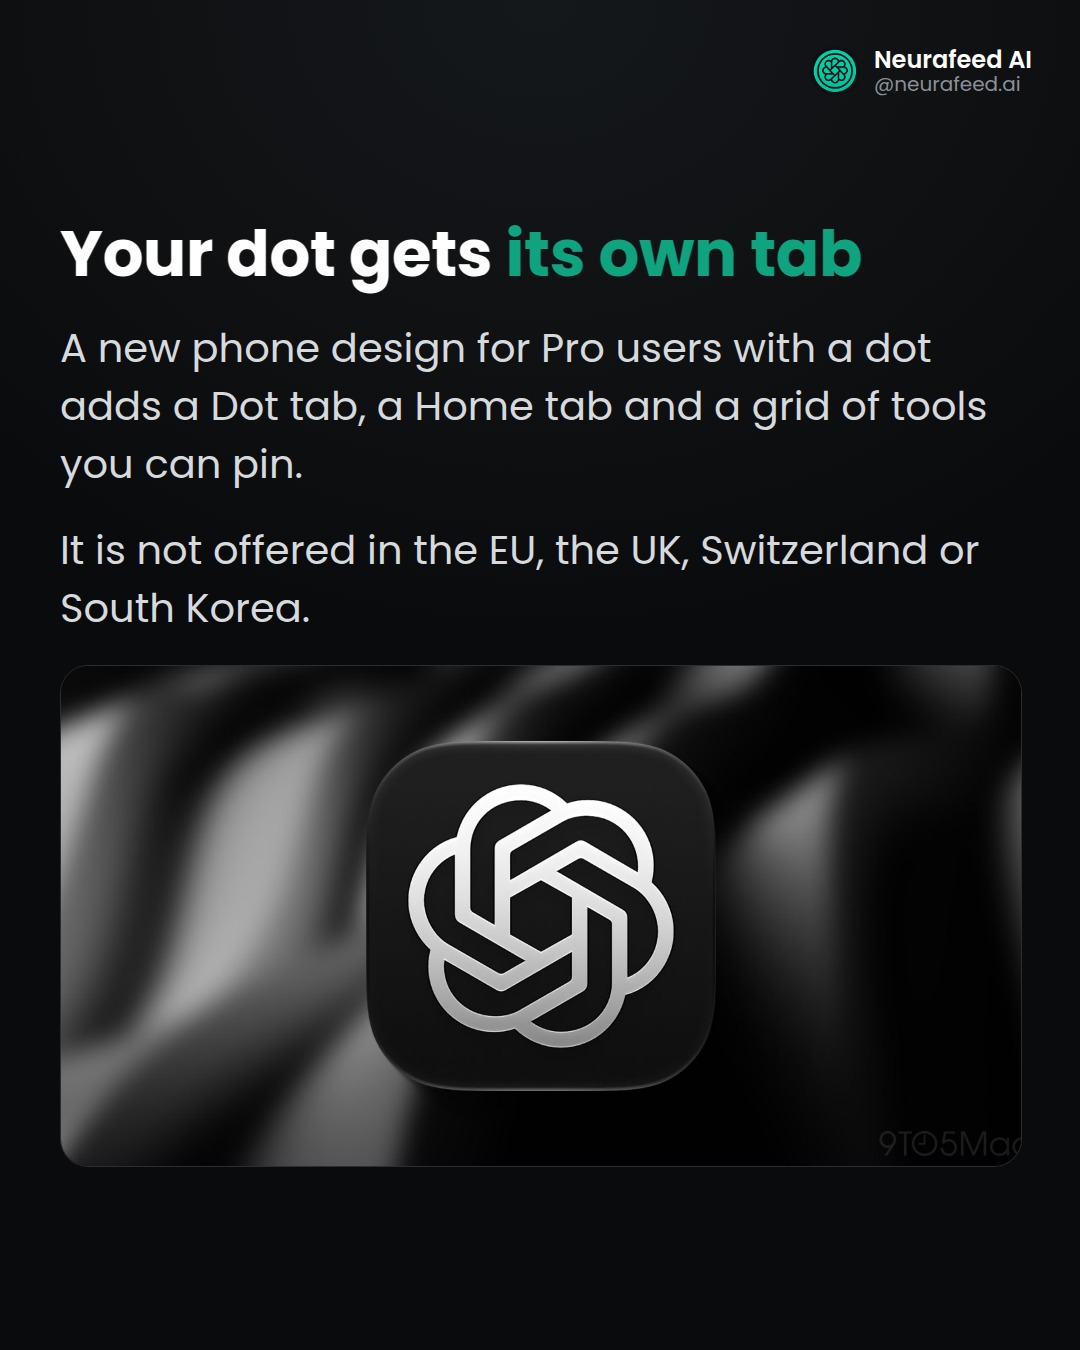 Neurafeed AI
@neurafeed.ai
Your dot gets its own tab
A new phone design for Pro users with a dot
adds a Dot tab, a Home tab and a grid of tools
you can pin.
It is not offered in the EU, the UK, Switzerland or
South Korea.
9TO5Mac